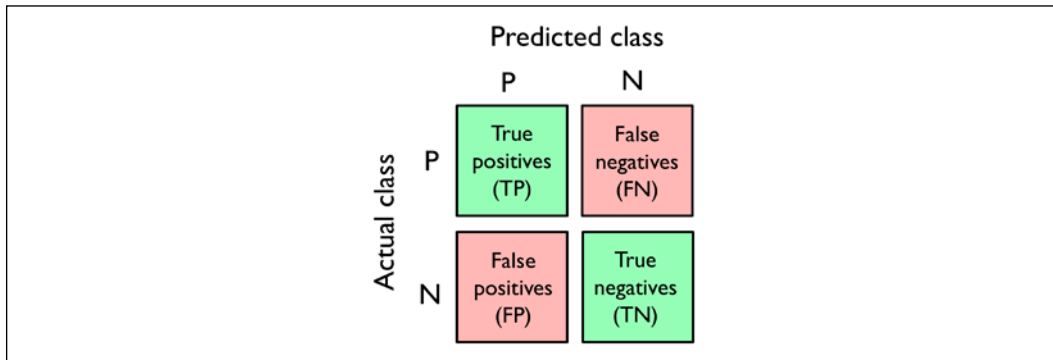 Predicted class
P
N
Actual class
P
True
positives
(TP)
False
negatives
(FN)
N
False
positives
(FP)
True
negatives
(TN)